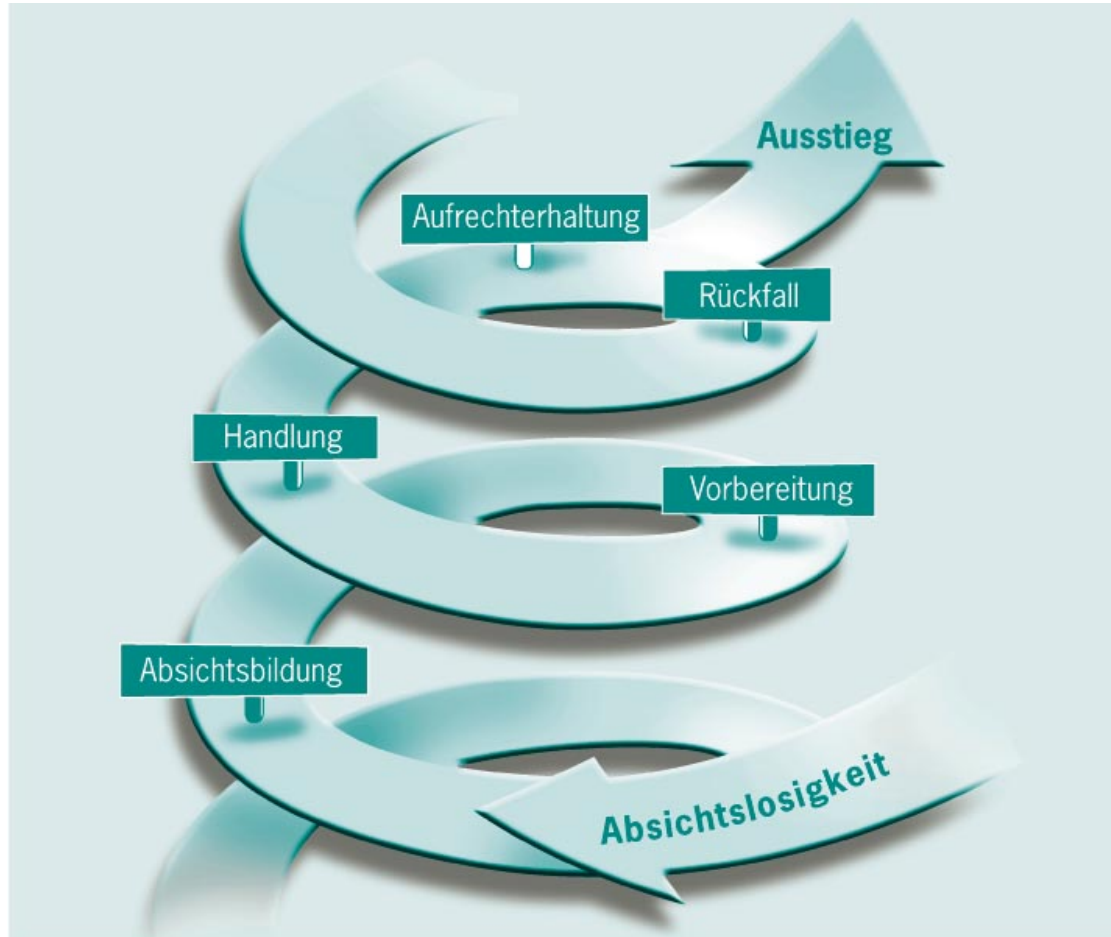 Ausstieg
Aufrechterhaltung
Rückfall
Handlung
Vorbereitung
Absichtsbildung
Absichtslosigkeit